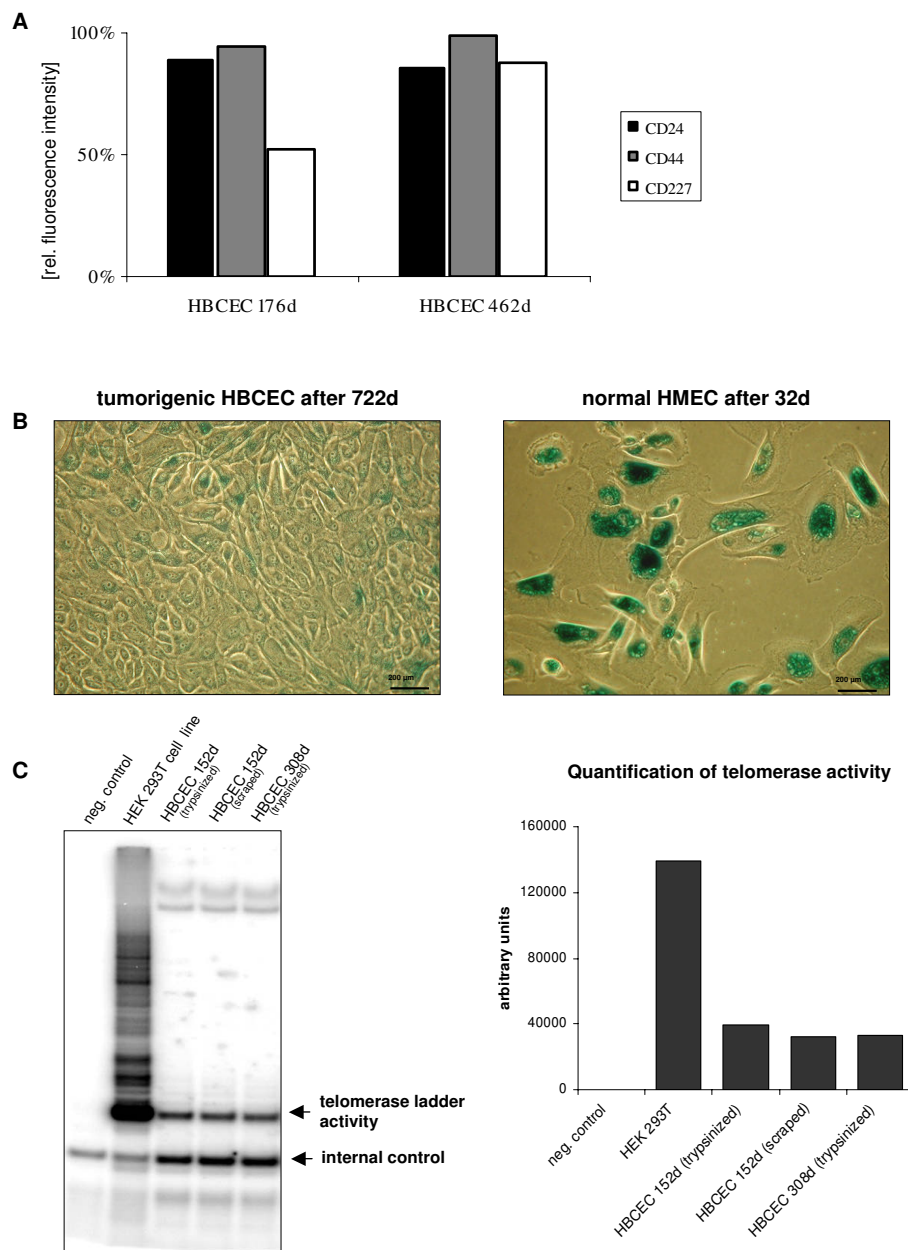 A
100%
50%
0%
[rel. fluorescence intensity]
HBCEC 176d
HBCEC 462d
CD24
CD44
CD227
B
tumorigenic HBCEC after 722d
normal HMEC after 32d
200 µm
200 µm
C
neg. control
HEK 293T cell line
HBCEC 152d
(trypsinized)
HBCEC 152d
(scraped)
HBCEC 308d
(trypsinized)
telomerase ladder
activity
internal control
Quantification of telomerase activity
160000
120000
80000
40000
0
arbitrary units
neg. control
HEK 293T
HBCEC 152d (trypsinized)
HBCEC 152d (scraped)
HBCEC 308d (trypsinized)